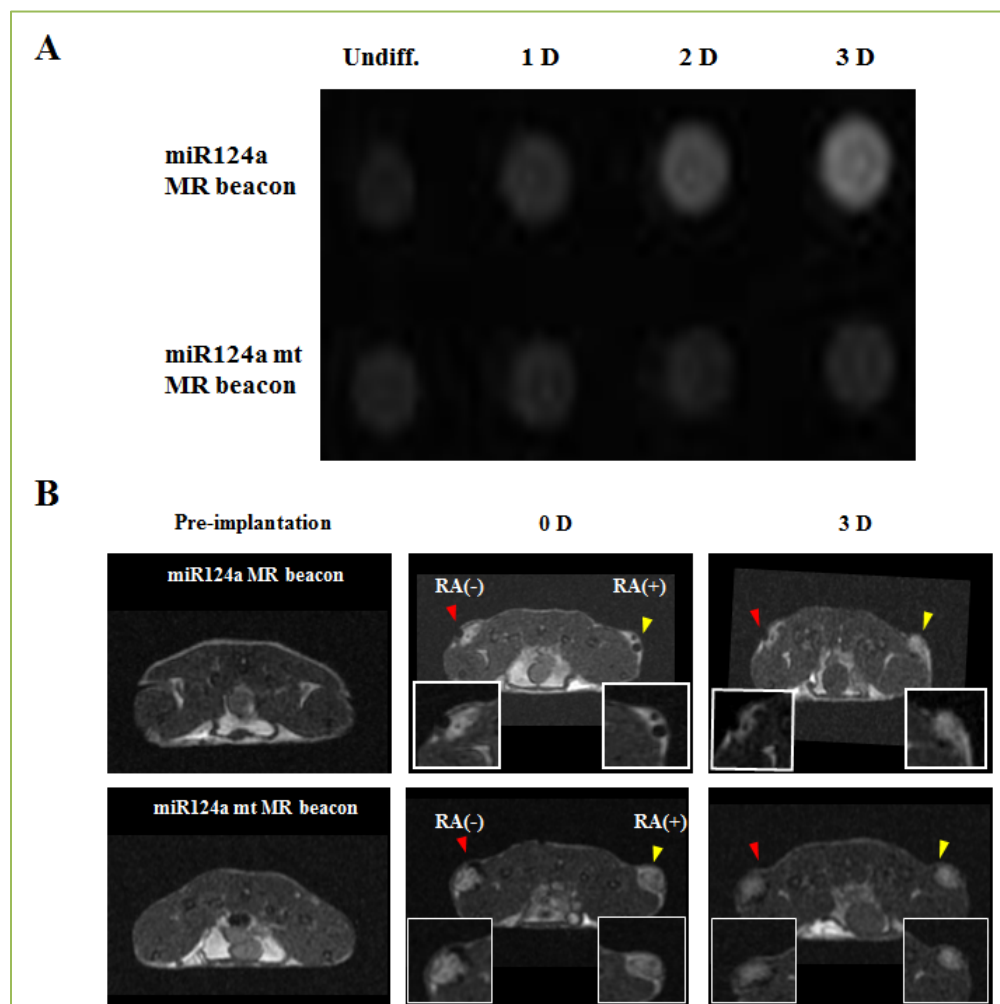 A
Undiff. 1 D 2 D 3 D
miR124a
MR beacon
miR124a mt
MR beacon
B
Pre-implantation 0 D 3 D
miR124a MR beacon
RA(-) RA(+)
miR124a mt MR beacon
RA(-) RA(+)